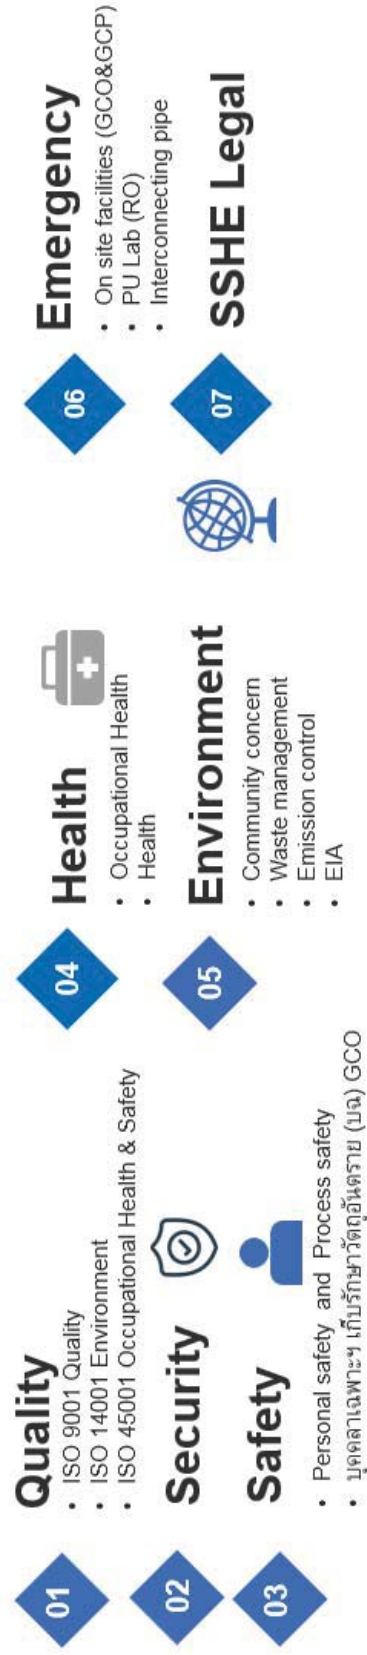 01
Quality
• ISO 9001 Quality
• ISO 14001 Environment
• ISO 45001 Occupational Health & Safety
02
Security
03
Safety
• Personal safety and Process safety
• บุคคลาเฉพาะฯ เก็บรักษาวัตถุอันตราย (บฉ) GCO
04
Health
• Occupational Health
• Health
05
Environment
• Community concern
• Waste management
• Emission control
• EIA
06
Emergency
• On site facilities (GCO&GCP)
• PU Lab (RO)
• Interconnecting pipe
07
SSHE Legal